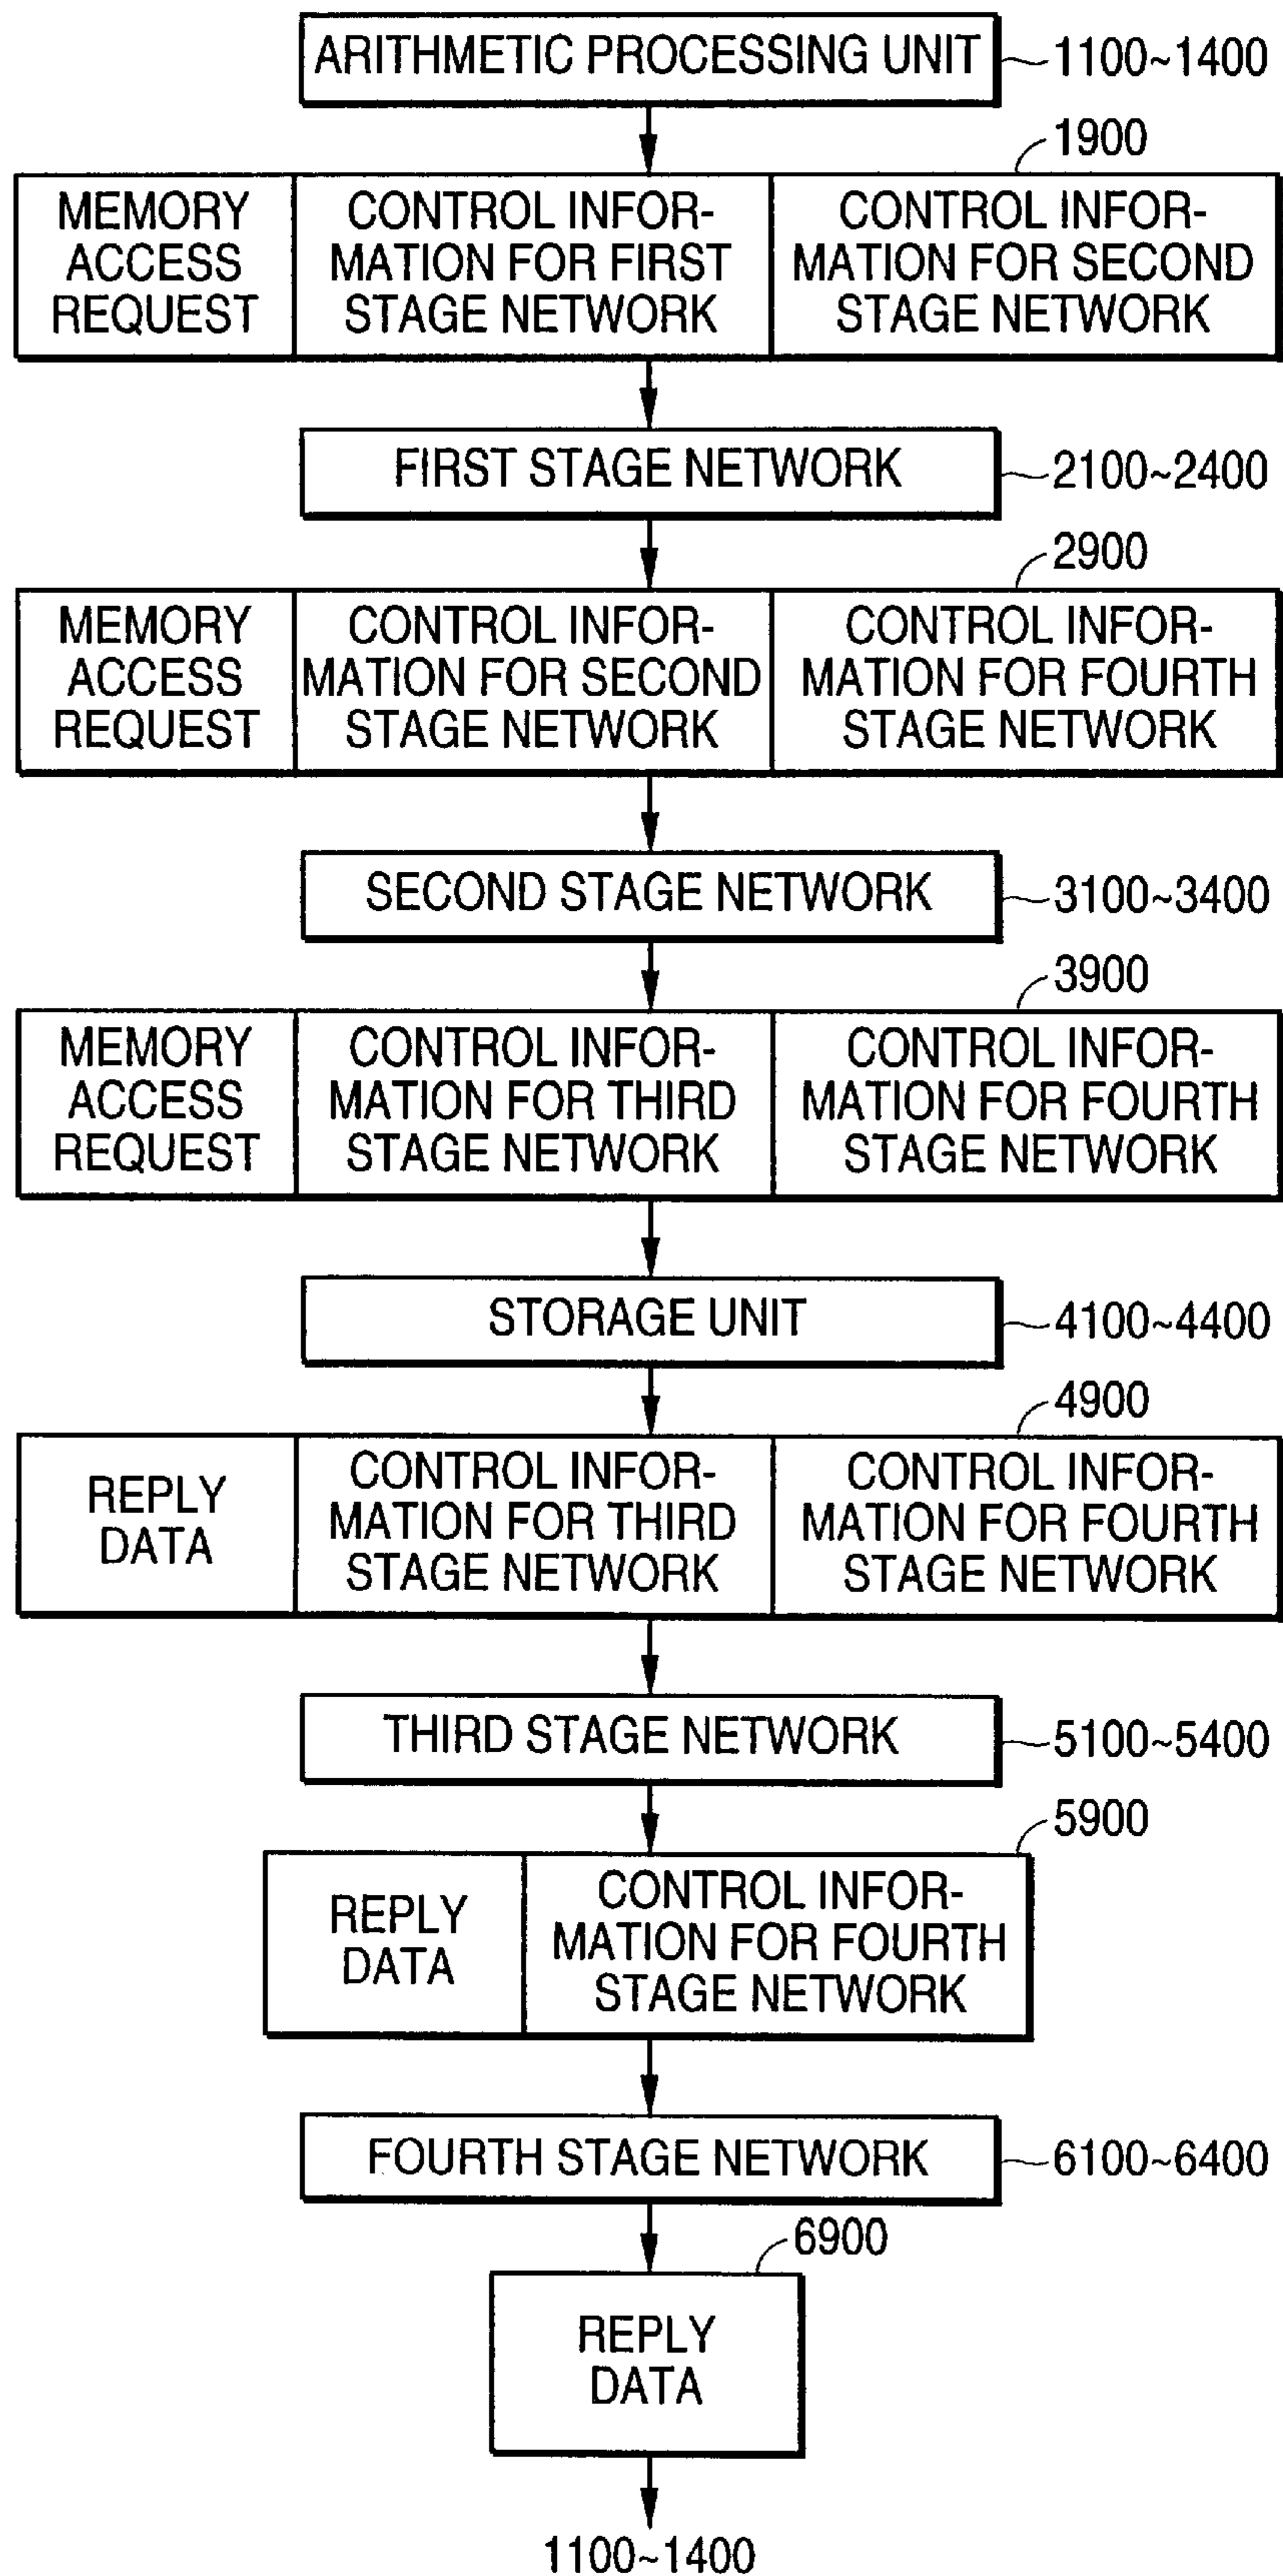 ARITHMETIC PROCESSING UNIT
1100~1400
1900
MEMORY
ACCESS
REQUEST
CONTROL INFOR-
MATION FOR FIRST
STAGE NETWORK
CONTROL INFOR-
MATION FOR SECOND
STAGE NETWORK
FIRST STAGE NETWORK
2100~2400
2900
MEMORY
ACCESS
REQUEST
CONTROL INFOR-
MATION FOR SECOND
STAGE NETWORK
CONTROL INFOR-
MATION FOR FOURTH
STAGE NETWORK
SECOND STAGE NETWORK
3100~3400
3900
MEMORY
ACCESS
REQUEST
CONTROL INFOR-
MATION FOR THIRD
STAGE NETWORK
CONTROL INFOR-
MATION FOR FOURTH
STAGE NETWORK
STORAGE UNIT
4100~4400
4900
REPLY
DATA
CONTROL INFOR-
MATION FOR THIRD
STAGE NETWORK
CONTROL INFOR-
MATION FOR FOURTH
STAGE NETWORK
THIRD STAGE NETWORK
5100~5400
5900
REPLY
DATA
CONTROL INFOR-
MATION FOR FOURTH
STAGE NETWORK
FOURTH STAGE NETWORK
6100~6400
6900
REPLY
DATA
1100~1400